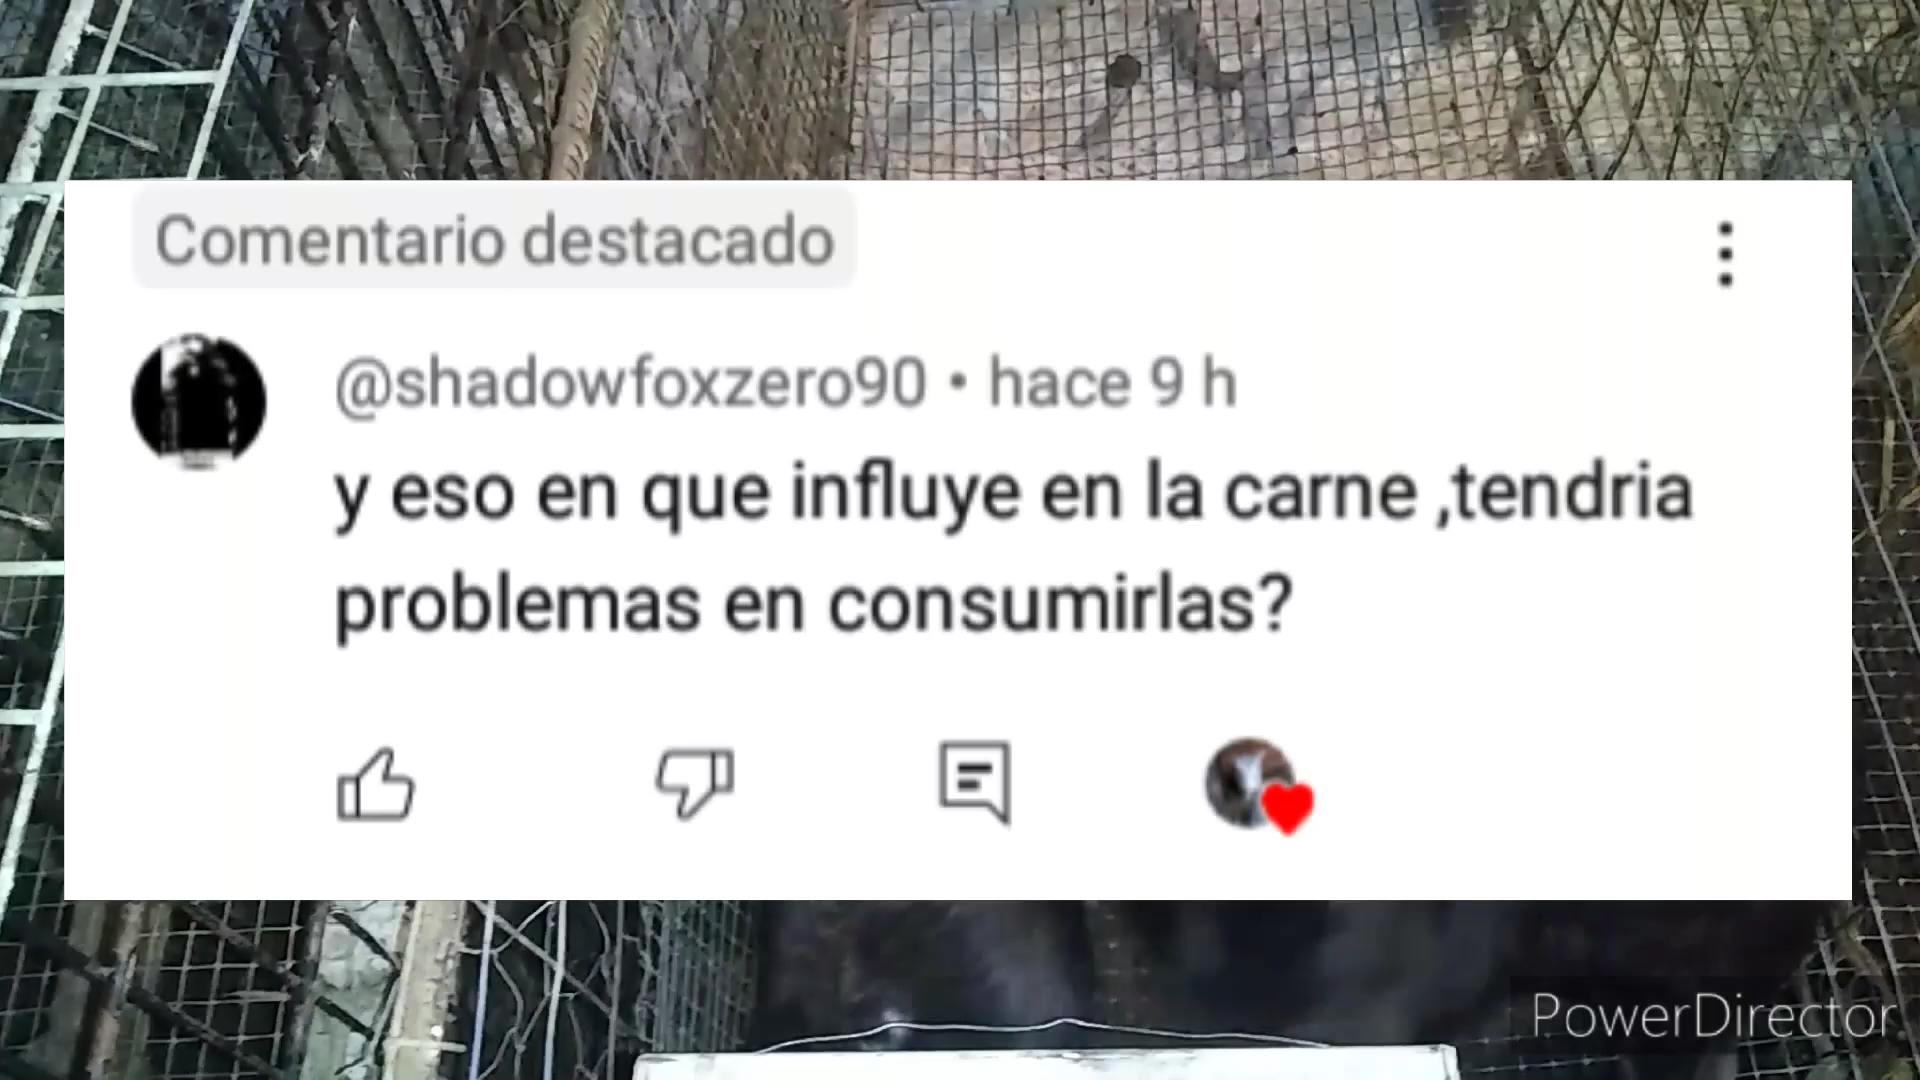 Comentario destacado
@shadowfoxzero90 • hace 9 h
y eso en que influye en la carne ,tendria
problemas en consumirlas?
PowerDirector